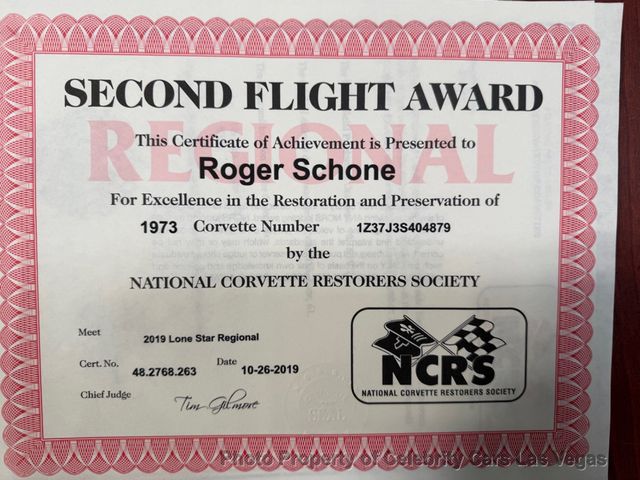 SECOND FLIGHT AWARD
REGIONAL
This Certificate of Achievement is Presented to
Roger Schone
For Excellence in the Restoration and Preservation of
1973 Corvette Number 1Z37J3S404879
by the
NATIONAL CORVETTE RESTORERS SOCIETY
Meet 2019 Lone Star Regional
Cert. No. 48.2768.263 Date 10-26-2019
Chief Judge Tim Gilmore
NCRS
NATIONAL CORVETTE RESTORERS SOCIETY
Photo Property of Celebrity Cars Las Vegas